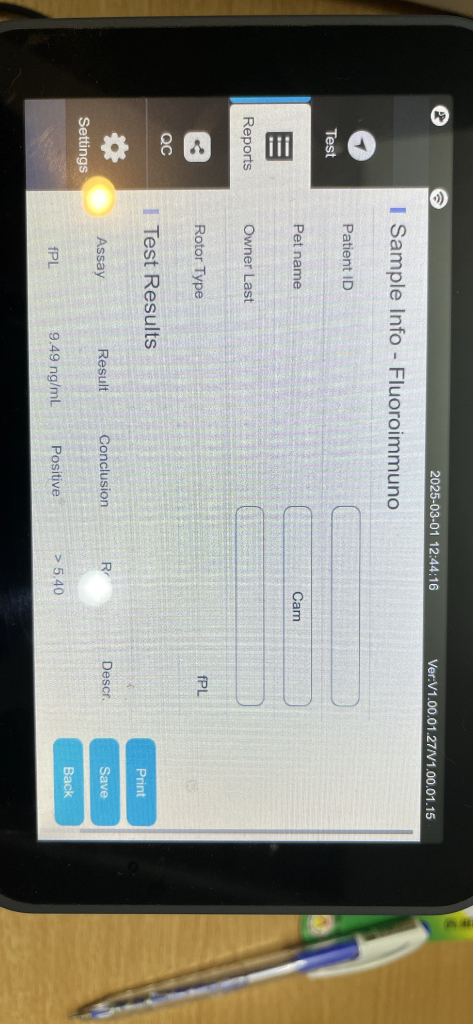 2025-03-01 12:44:16
Ver:V1.00.01.27/V1.00.01.15
Test
Reports
QC
Settings
Sample Info - Fluoroimmuno
Patient ID
Pet name Cam
Owner Last
Rotor Type fPL
Test Results
Assay Result Conclusion Descr.
fPL 9.49 ng/mL Positive > 5.40
Print
Save
Back